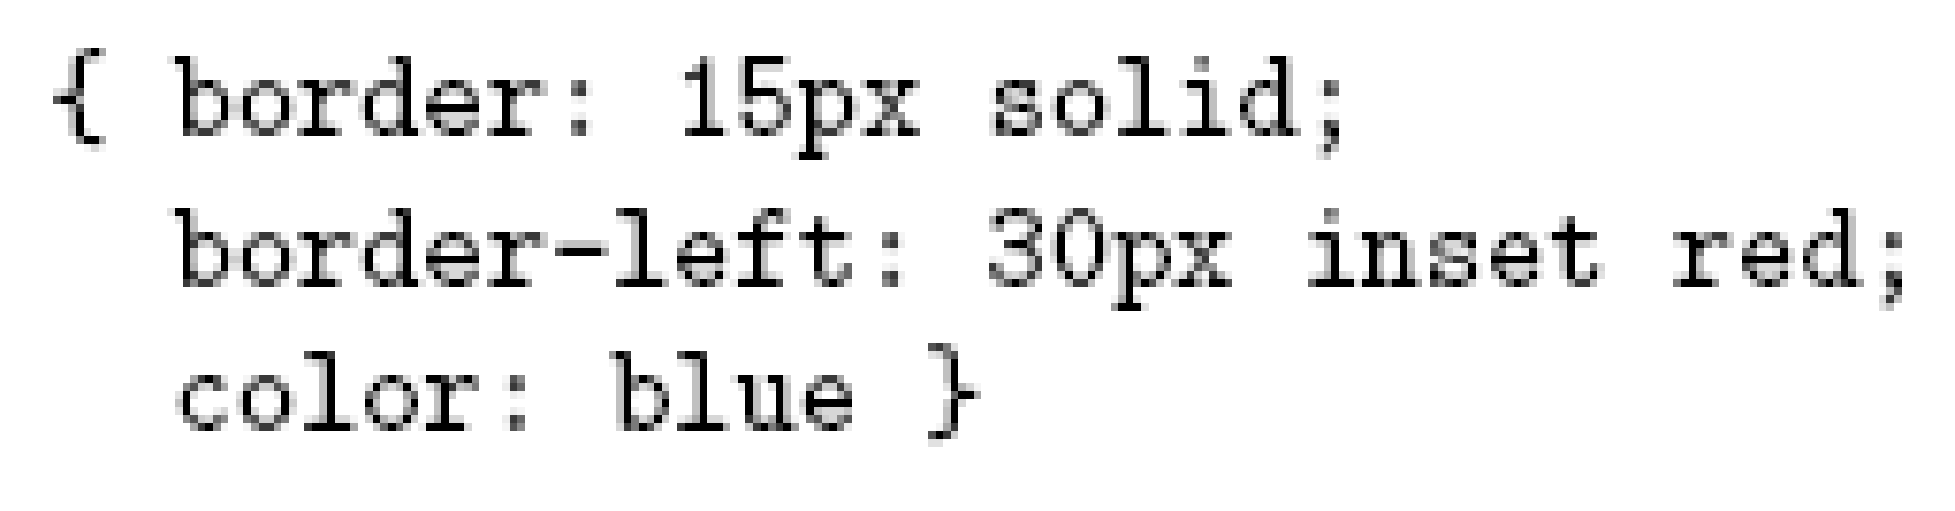 { border: 15px solid;
  border-left: 30px inset red;
  color: blue }